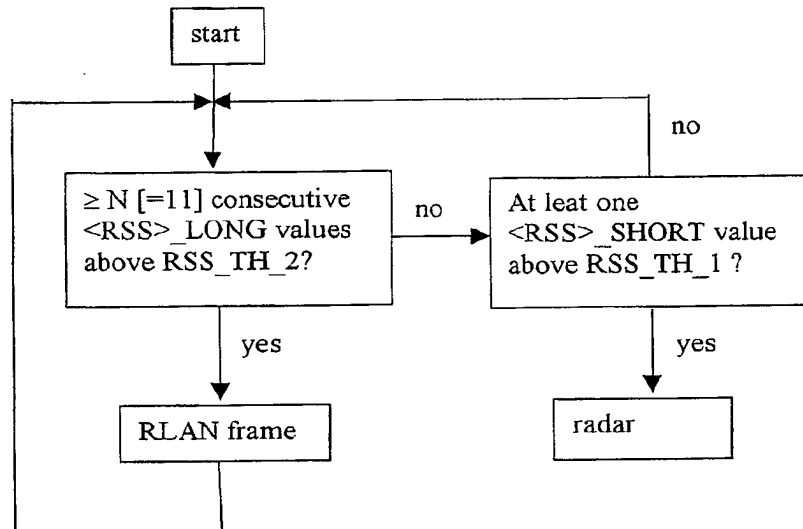 start
no
≥ N [=11] consecutive
<RSS>_LONG values
above RSS_TH_2?
no
At leat one
<RSS>_SHORT value
above RSS_TH_1 ?
yes
yes
RLAN frame
radar